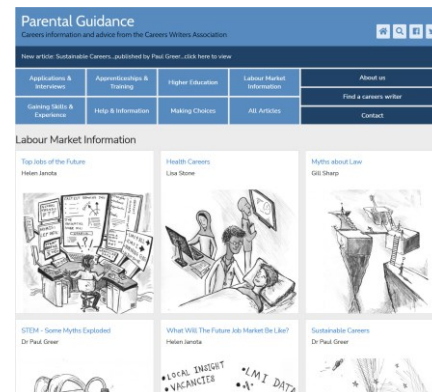 Parental Guidance
Careers information and advice from the Careers Writers Association
New article: Sustainable Careers...published by Paul Greer...click here to view
Applications & Interviews
Apprenticeships & Training
Higher Education
Labour Market Information
About us
Find a careers writer
Gaining Skills & Experience
Help & Information
Making Choices
All Articles
Contact
Labour Market Information
Top Jobs of the Future
Helen Janota
Health Careers
Lisa Stone
Myths about Law
Gill Sharp
STEM - Some Myths Exploded
Dr Paul Greer
What Will The Future Job Market Be Like?
Helen Janota
Sustainable Careers
Dr Paul Greer
•LOCAL INSIGHT
•VACANCIES
•LMI DATA